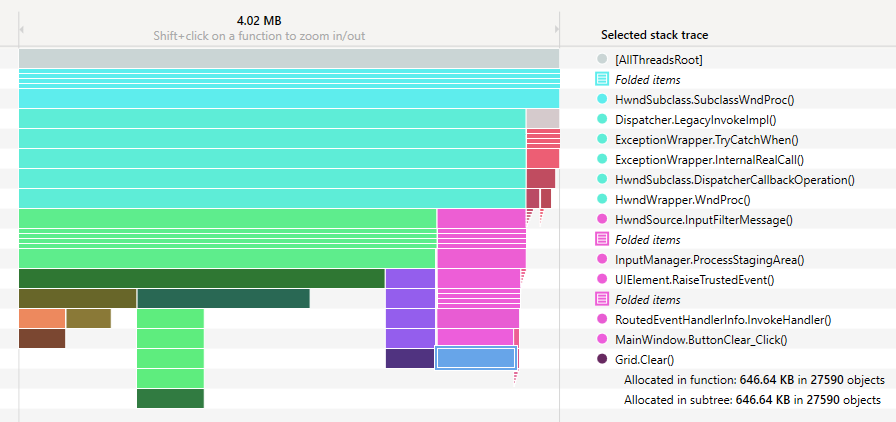 4.02 MB
Shift+click on a function to zoom in/out
Selected stack trace
[AllThreadsRoot]
Folded items
HwndSubclass.SubclassWndProc()
Dispatcher.LegacyInvokeImpl()
ExceptionWrapper.TryCatchWhen()
ExceptionWrapper.InternalRealCall()
HwndSubclass.DispatcherCallbackOperation()
HwndWrapper.WndProc()
HwndSource.InputFilterMessage()
Folded items
InputManager.ProcessStagingArea()
UIElement.RaiseTrustedEvent()
Folded items
RoutedEventHandlerInfo.InvokeHandler()
MainWindow.ButtonClear_Click()
Grid.Clear()
Allocated in function: 646.64 KB in 27590 objects
Allocated in subtree: 646.64 KB in 27590 objects